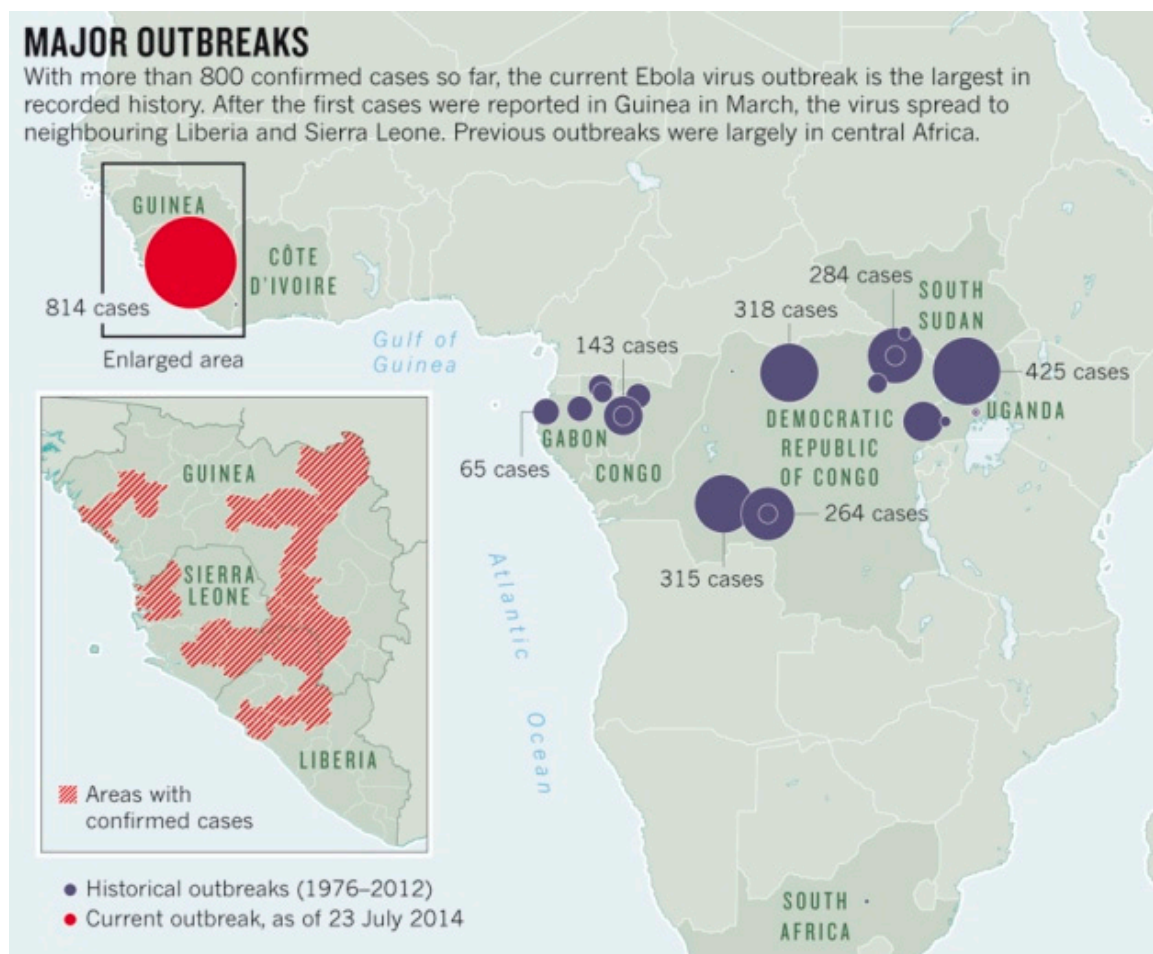 MAJOR OUTBREAKS
With more than 800 confirmed cases so far, the current Ebola virus outbreak is the largest in
recorded history. After the first cases were reported in Guinea in March, the virus spread to
neighbouring Liberia and Sierra Leone. Previous outbreaks were largely in central Africa.
GUINEA
CÔTE
D'IVOIRE
814 cases
Enlarged area
Gulf of
Guinea
284 cases
SOUTH
SUDAN
318 cases
143 cases
425 cases
UGANDA
DEMOCRATIC
REPUBLIC
OF CONGO
GABON
65 cases
CONGO
264 cases
315 cases
Atlantic
Ocean
GUINEA
SIERRA
LEONE
LIBERIA
Areas with
confirmed cases
Historical outbreaks (1976–2012)
Current outbreak, as of 23 July 2014
SOUTH
AFRICA